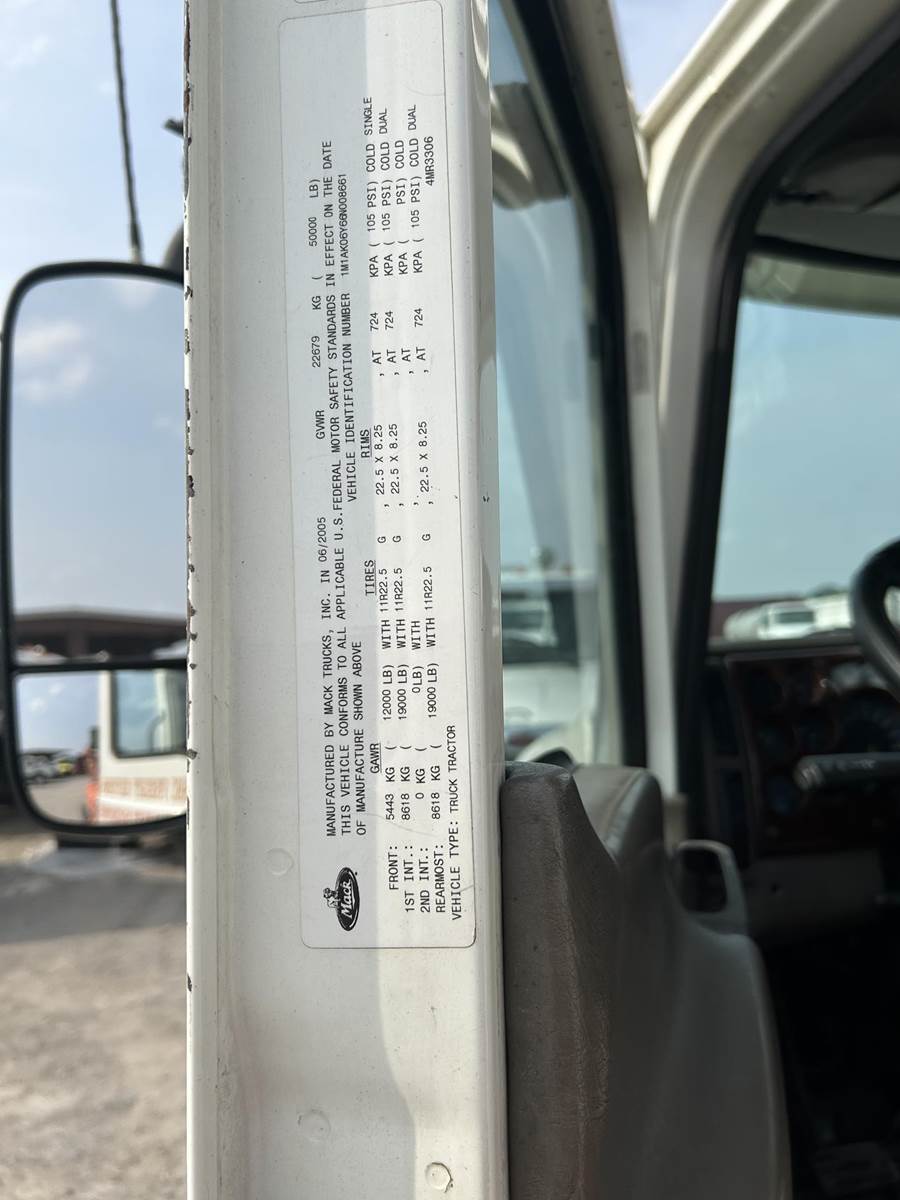 Mack
MANUFACTURED BY MACK TRUCKS, INC. IN 06/2005 GVWR 22679 KG ( 50000 LB)
THIS VEHICLE CONFORMS TO ALL APPLICABLE U.S.FEDERAL MOTOR SAFETY STANDARDS IN EFFECT ON THE DATE
OF MANUFACTURE SHOWN ABOVE VEHICLE IDENTIFICATION NUMBER 1M1AK06Y66N008661
GAWR TIRES RIMS
FRONT: 5443 KG ( 12000 LB) WITH 11R22.5 G , 22.5 X 8.25 , AT 724 KPA ( 105 PSI) COLD SINGLE
1ST INT.: 8618 KG ( 19000 LB) WITH 11R22.5 G , 22.5 X 8.25 , AT 724 KPA ( 105 PSI) COLD DUAL
2ND INT.: 0 KG ( 0LB) WITH , , AT KPA ( PSI) COLD
REARMOST: 8618 KG ( 19000 LB) WITH 11R22.5 G , 22.5 X 8.25 , AT 724 KPA ( 105 PSI) COLD DUAL
VEHICLE TYPE: TRUCK TRACTOR 4MR3306